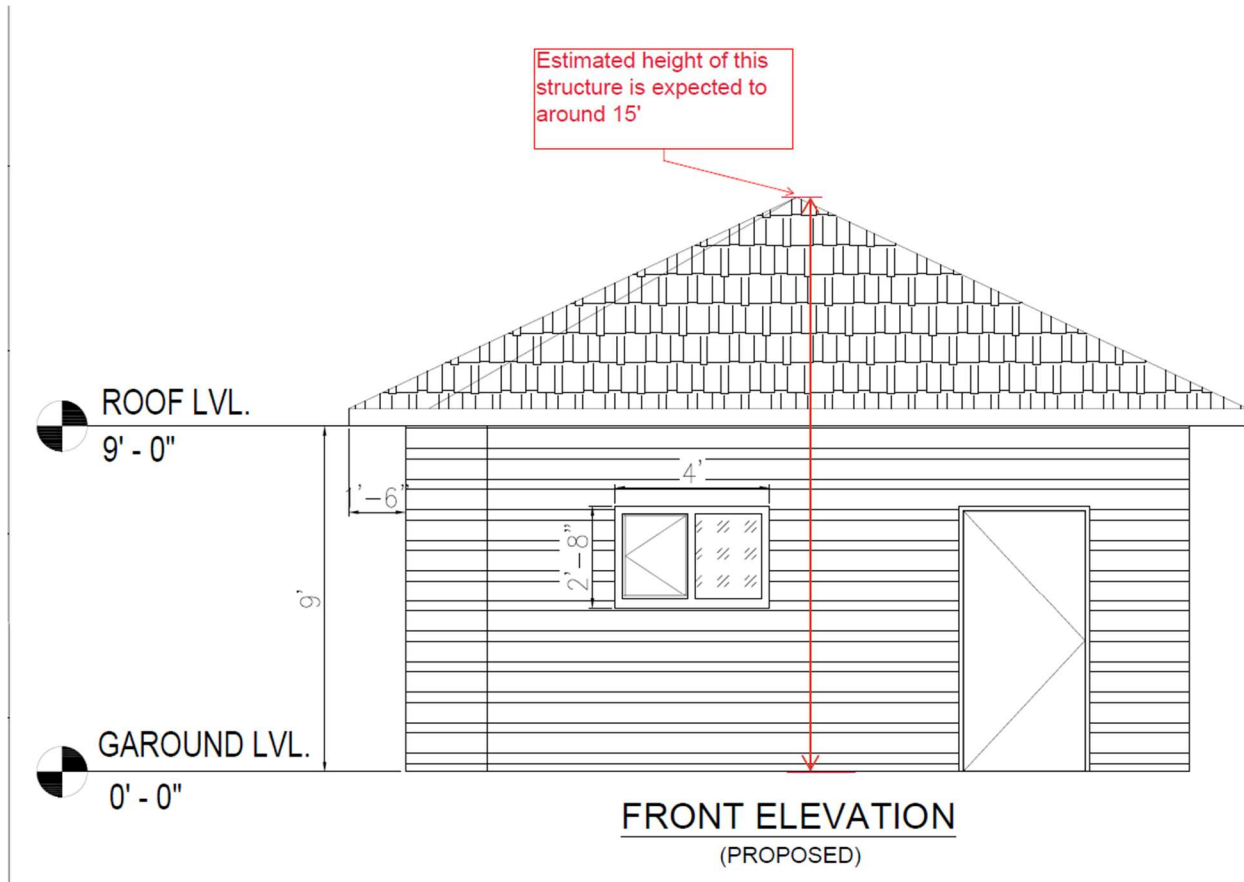 Estimated height of this
structure is expected to
around 15'
ROOF LVL.
9' - 0"
4'
1'-6"
2'-8"
9'
GAROUND LVL.
0' - 0"
FRONT ELEVATION
(PROPOSED)